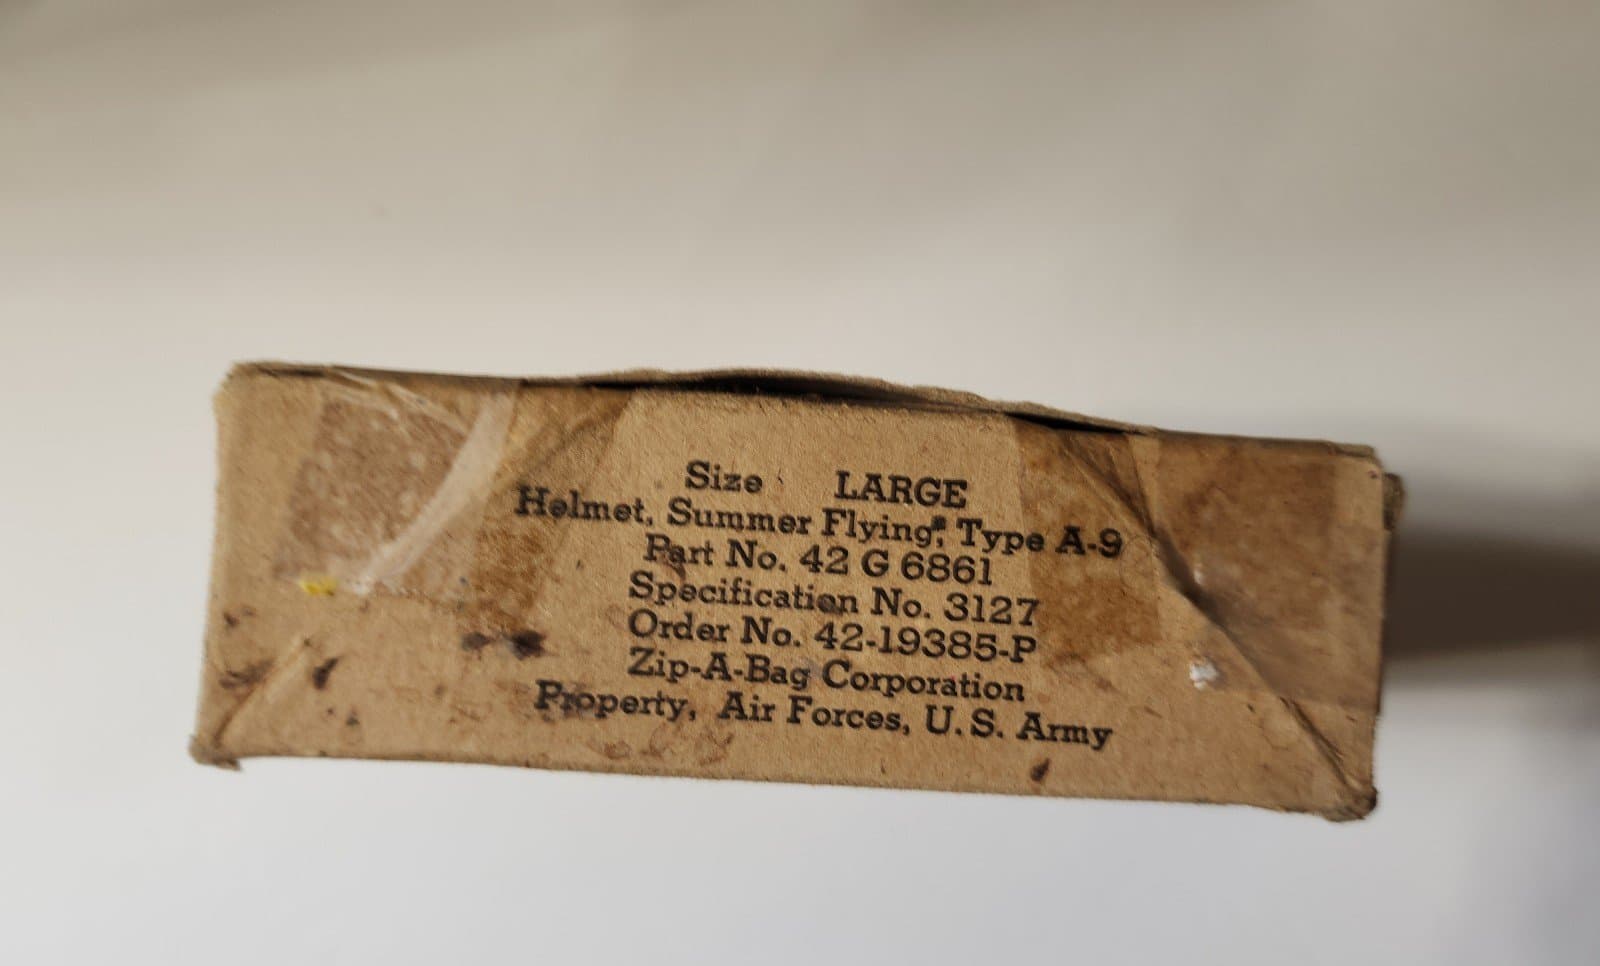 Size LARGE
Helmet, Summer Flying, Type A-9
Part No. 42 G 6861
Specification No. 3127
Order No. 42-19385-P
Zip-A-Bag Corporation
Property, Air Forces, U. S. Army